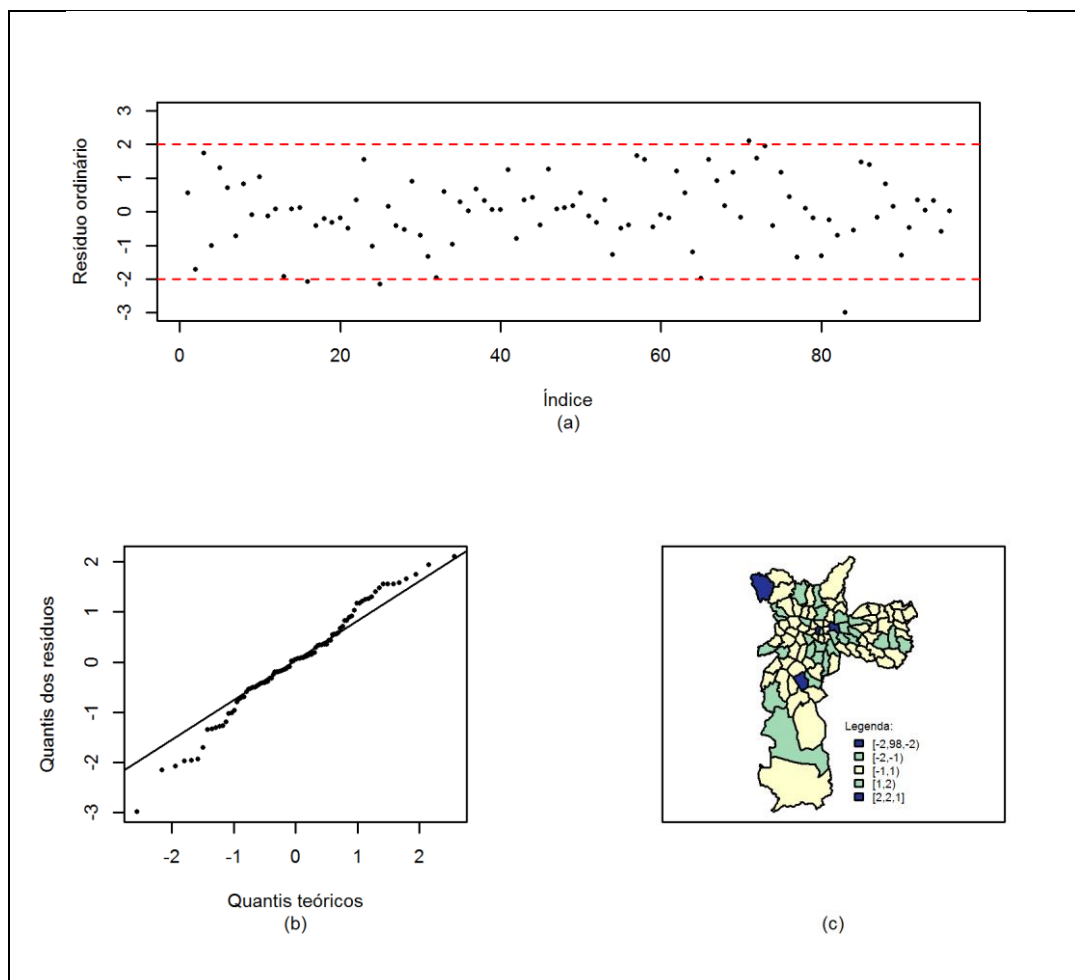 Resíduo ordinário
3
2
1
0
-1
-2
-3
0 20 40 60 80
Índice
(a)
Quantis dos resíduos
2
1
0
-1
-2
-3
-2 -1 0 1 2
Quantis teóricos
(b)
Legenda:
[-2,98,-2)
[-2,-1)
[-1,1)
[1,2)
[2,2,1]
(c)